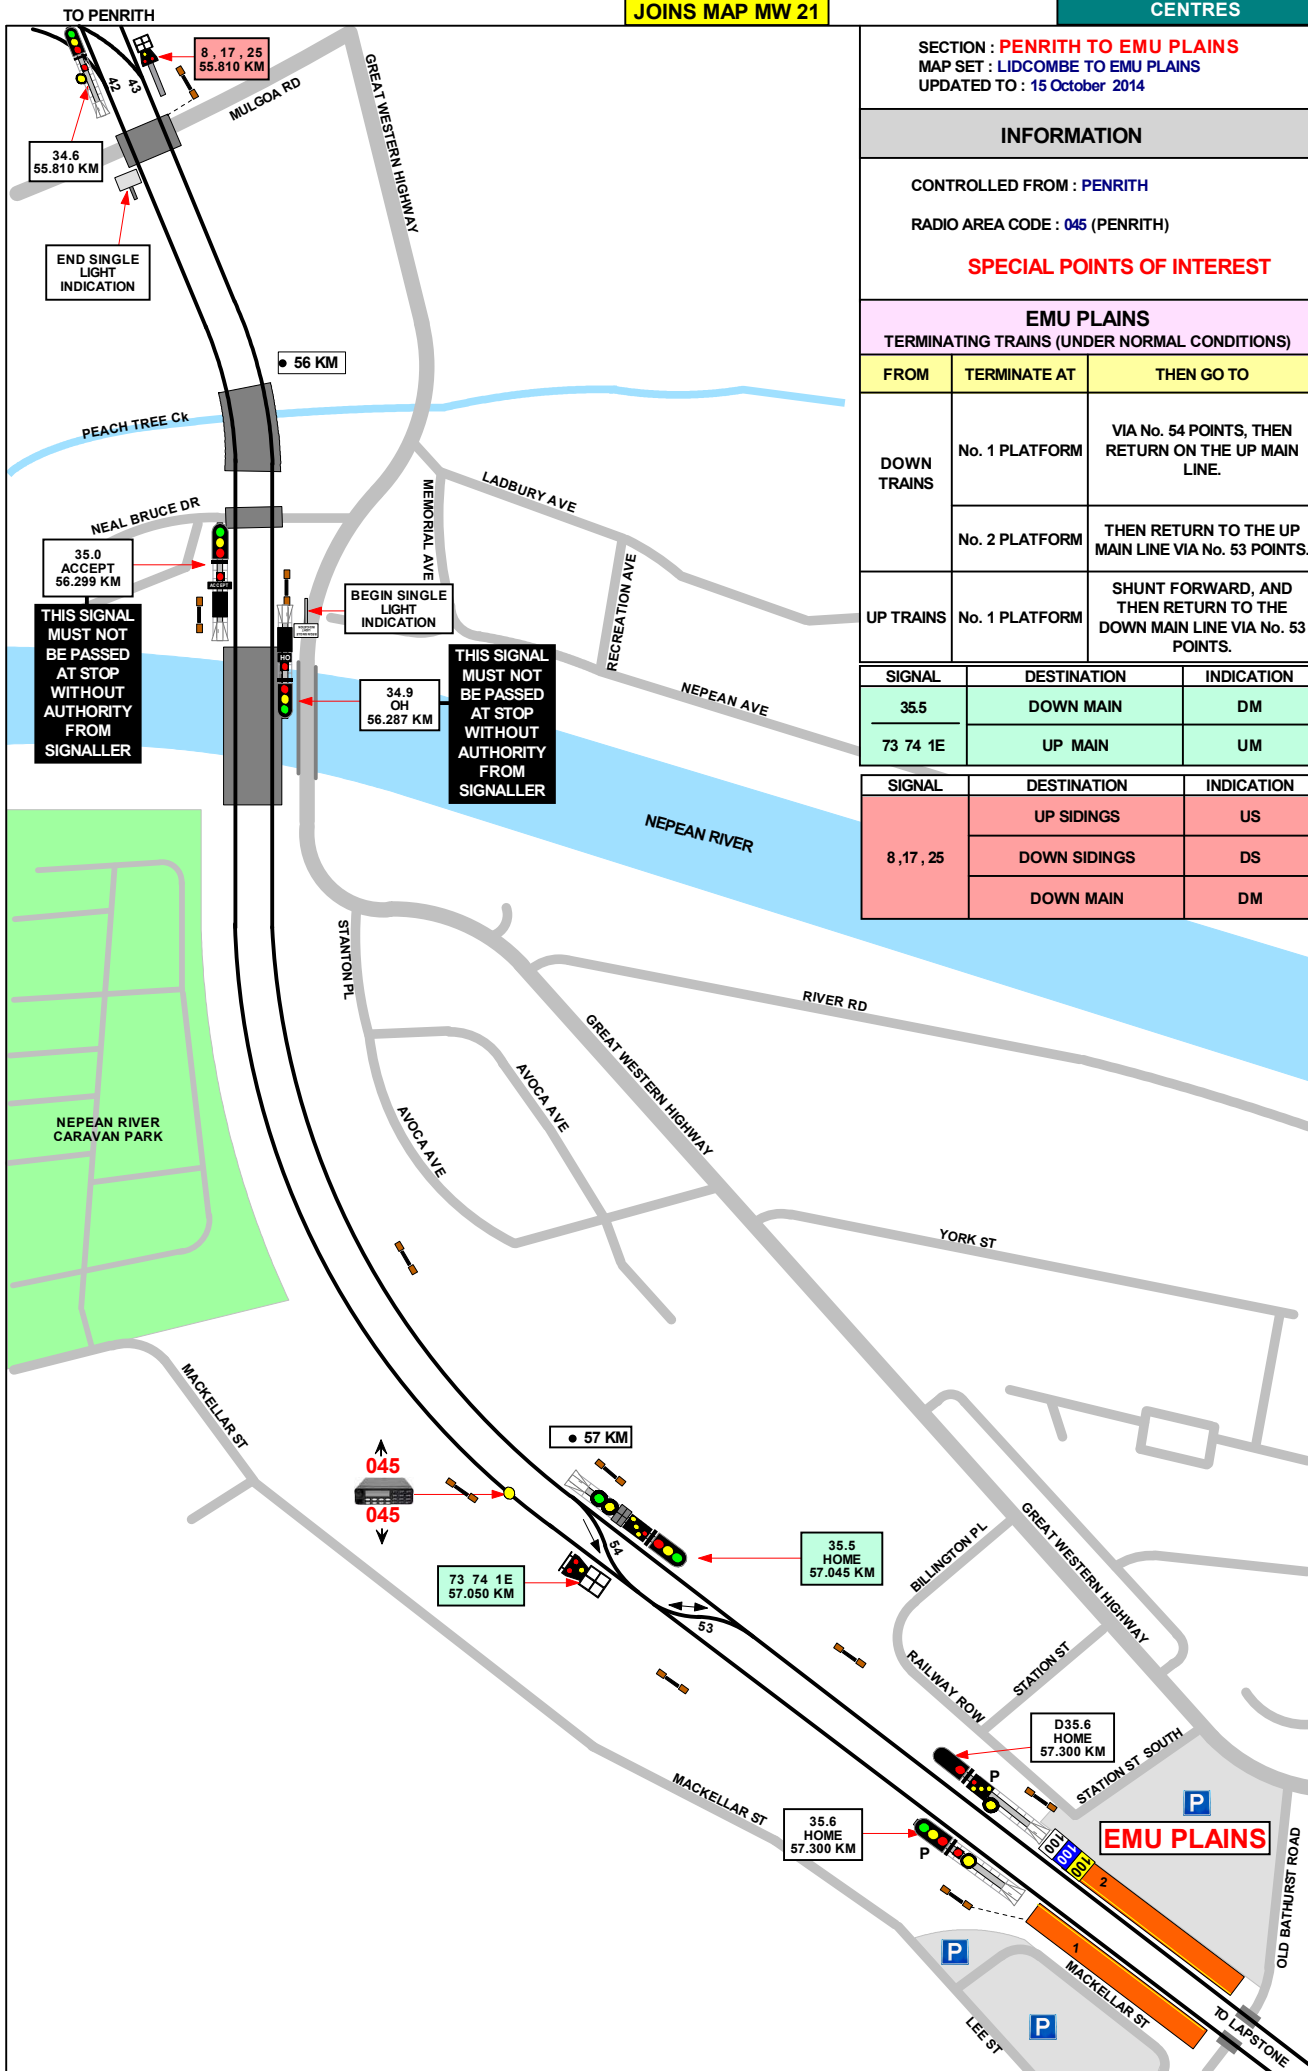 JOINS MAP MW 21
CENTRES
TO PENRITH
SECTION : PENRITH TO EMU PLAINS
MAP SET : LIDCOMBE TO EMU PLAINS
UPDATED TO : 15 October 2014
INFORMATION
CONTROLLED FROM : PENRITH
RADIO AREA CODE : 045 (PENRITH)
SPECIAL POINTS OF INTEREST
EMU PLAINS
TERMINATING TRAINS (UNDER NORMAL CONDITIONS)
FROM TERMINATE AT THEN GO TO
DOWN
TRAINS
No. 1 PLATFORM
VIA No. 54 POINTS, THEN
RETURN ON THE UP MAIN
LINE.
No. 2 PLATFORM
THEN RETURN TO THE UP
MAIN LINE VIA No. 53 POINTS.
UP TRAINS
No. 1 PLATFORM
SHUNT FORWARD, AND
THEN RETURN TO THE
DOWN MAIN LINE VIA No. 53
POINTS.
SIGNAL DESTINATION INDICATION
35.5 DOWN MAIN DM
73 74 1E UP MAIN UM
SIGNAL DESTINATION INDICATION
8 ,17 , 25
UP SIDINGS US
DOWN SIDINGS DS
DOWN MAIN DM
8 , 17 , 25
55.810 KM
42
43
MULGOA RD
GREAT WESTERN HIGHWAY
34.6
55.810 KM
END SINGLE
LIGHT
INDICATION
56 KM
PEACH TREE Ck
NEAL BRUCE DR
MEMORIAL AVE
LADBURY AVE
RECREATION AVE
NEPEAN AVE
35.0
ACCEPT
56.299 KM
ACCEPT
THIS SIGNAL
MUST NOT
BE PASSED
AT STOP
WITHOUT
AUTHORITY
FROM
SIGNALLER
BEGIN SINGLE
LIGHT
INDICATION
HO
34.9
OH
56.287 KM
THIS SIGNAL
MUST NOT
BE PASSED
AT STOP
WITHOUT
AUTHORITY
FROM
SIGNALLER
NEPEAN RIVER
STANTON PL
RIVER RD
GREAT WESTERN HIGHWAY
AVOCA AVE
AVOCA AVE
NEPEAN RIVER
CARAVAN PARK
YORK ST
MACKELLAR ST
57 KM
045
045
54
35.5
HOME
57.045 KM
73 74 1E
57.050 KM
53
BILLINGTON PL
GREAT WESTERN HIGHWAY
RAILWAY ROW
STATION ST
STATION ST SOUTH
D35.6
HOME
57.300 KM
P
MACKELLAR ST
35.6
HOME
57.300 KM
P
P
EMU PLAINS
100
100
100
2
OLD BATHURST ROAD
1
P
MACKELLAR ST
LEE ST
P
TO LAPSTONE